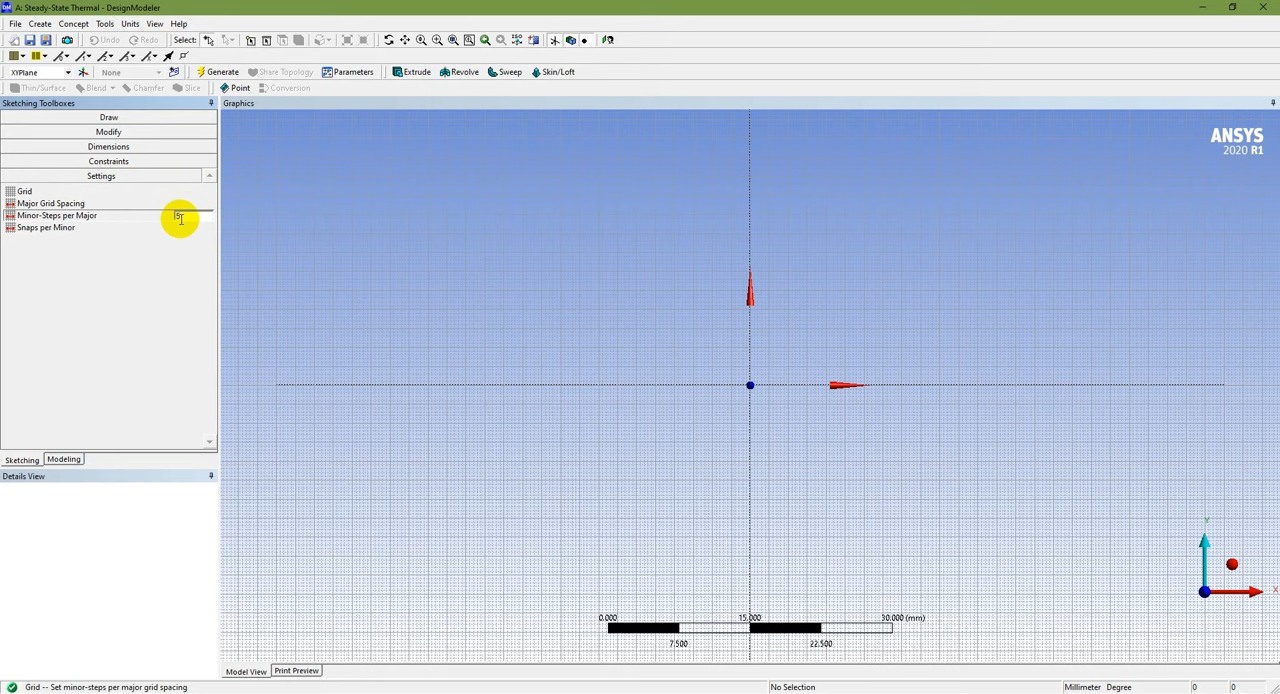 A: Steady-State Thermal - DesignModeler
File Create Concept Tools Units View Help
Undo Redo Select:
XYPlane None Generate Share Topology Parameters Extrude Revolve Sweep Skin/Loft
Thin/Surface Blend Chamfer Slice Point Conversion
Sketching Toolboxes
Graphics
Draw
Modify
Dimensions
Constraints
Settings
Grid
Major Grid Spacing
Minor-Steps per Major 5
Snaps per Minor
Sketching Modeling
Details View
ANSYS
2020 R1
Y
X
0.000 15.000 30.000 (mm)
7.500 22.500
Model View Print Preview
Grid -- Set minor-steps per major grid spacing No Selection Millimeter Degree 0 0